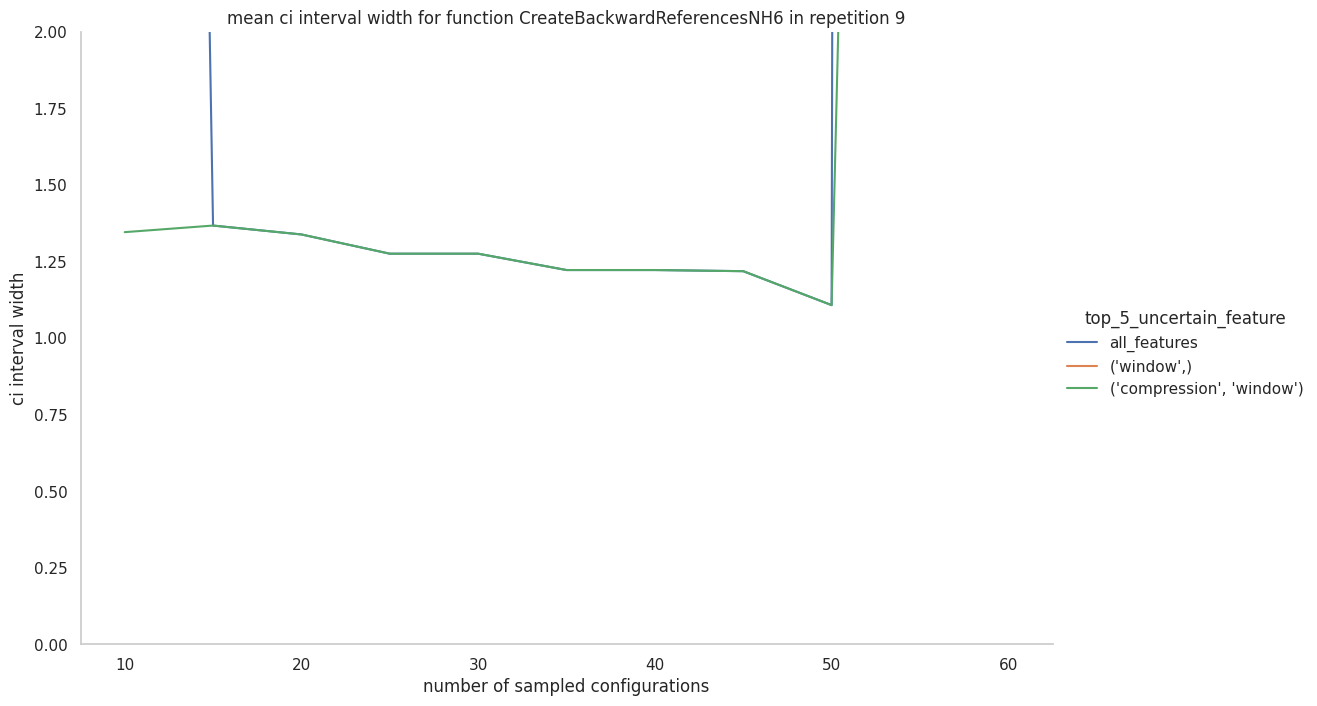 mean ci interval width for function CreateBackwardReferencesNH6 in repetition 9
2.00
1.75
1.50
1.25
1.00
0.75
0.50
0.25
0.00
ci interval width
10 20 30 40 50 60
number of sampled configurations
top_5_uncertain_feature
all_features
('window',)
('compression', 'window')